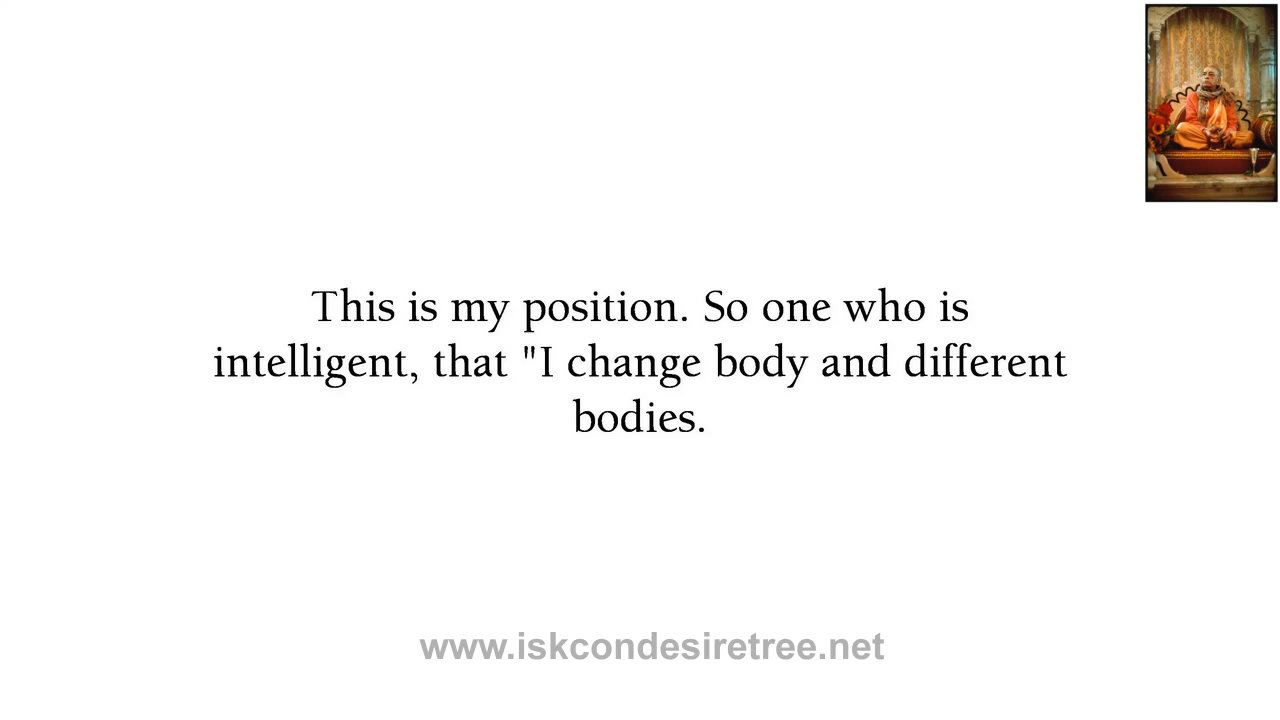 This is my position. So one who is
intelligent, that "I change body and different
bodies.
www.iskcondesiretree.net